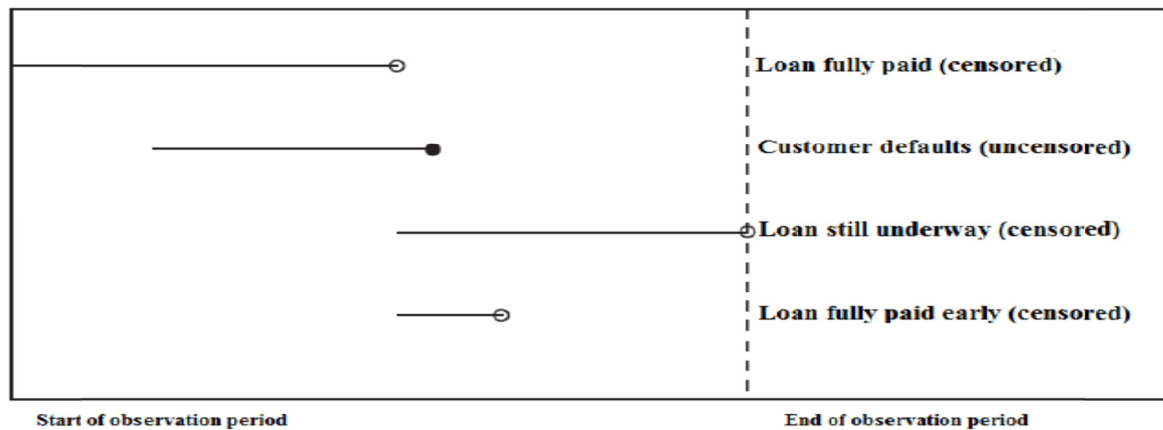 Loan fully paid (censored)
Customer defaults (uncensored)
Loan still underway (censored)
Loan fully paid early (censored)
Start of observation period
End of observation period